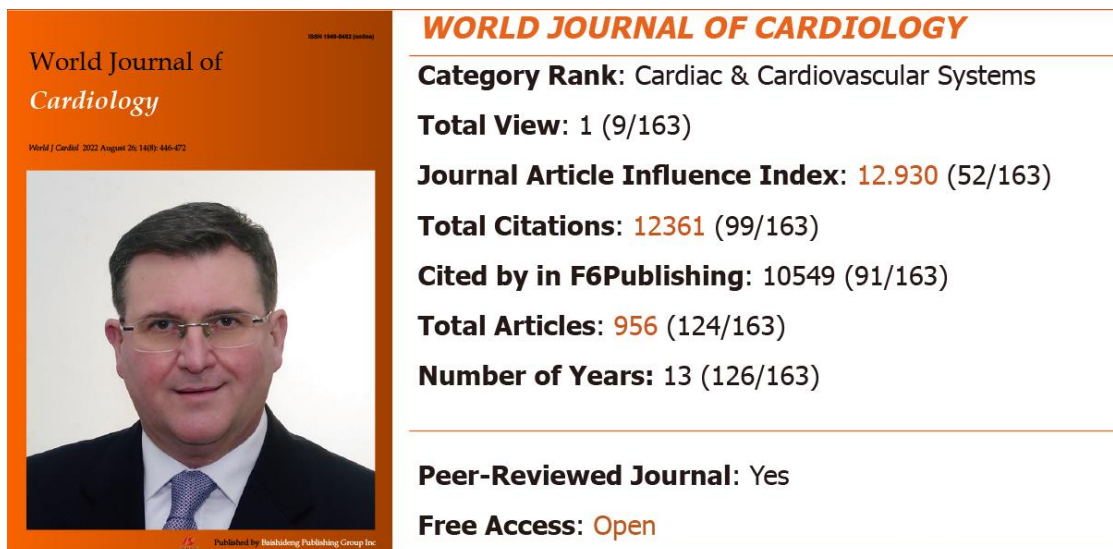 ISSN 1949-8462 (online)
World Journal of
Cardiology
World J Cardiol 2022 August 26; 14(8): 446-472
Published by Baishideng Publishing Group Inc
WORLD JOURNAL OF CARDIOLOGY
Category Rank: Cardiac & Cardiovascular Systems
Total View: 1 (9/163)
Journal Article Influence Index: 12.930 (52/163)
Total Citations: 12361 (99/163)
Cited by in F6Publishing: 10549 (91/163)
Total Articles: 956 (124/163)
Number of Years: 13 (126/163)
Peer-Reviewed Journal: Yes
Free Access: Open